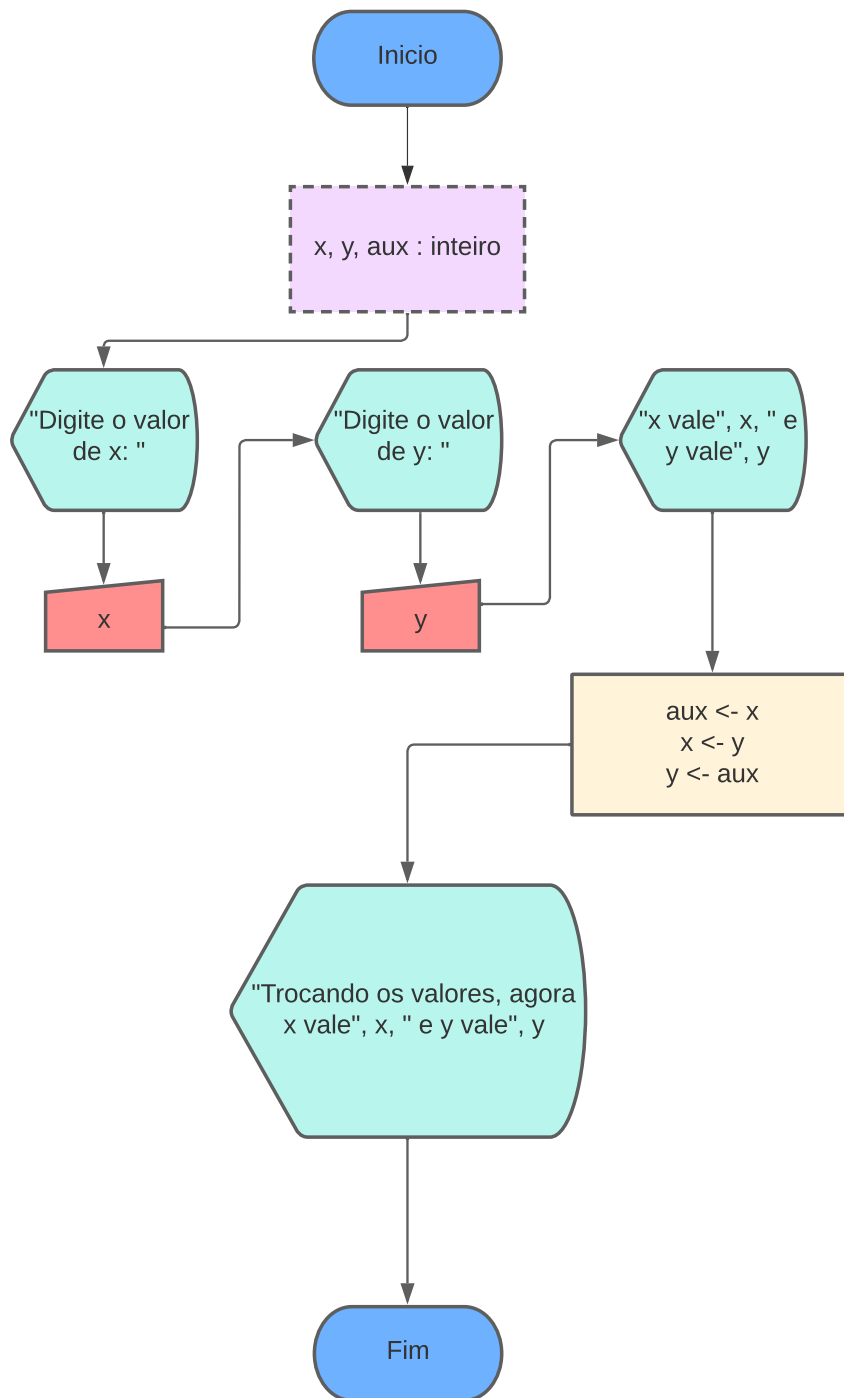 Inicio
x, y, aux : inteiro
"Digite o valor
de x: "
x
"Digite o valor
de y: "
y
"x vale", x, " e
y vale", y
aux <- x
x <- y
y <- aux
"Trocando os valores, agora
x vale", x, " e y vale", y
Fim